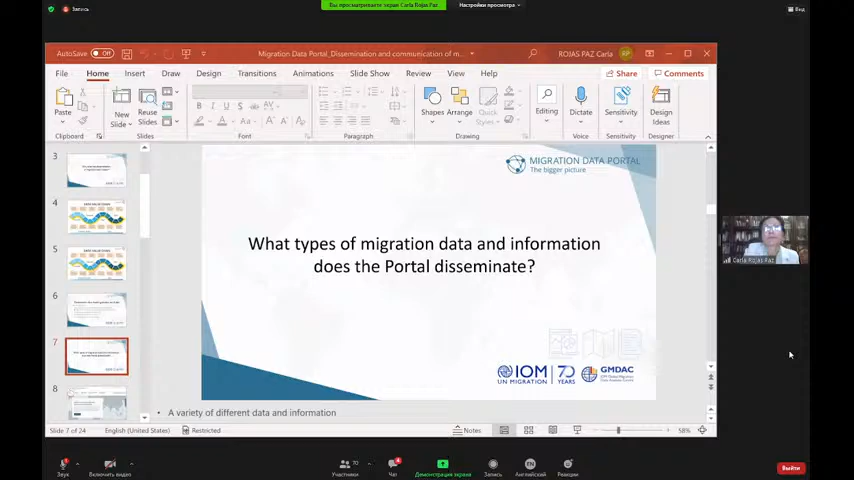 Запись
Вы просматриваете экран Carla Rojas Paz
Настройки просмотра
Вид
AutoSave Off
Migration Data Portal_Dissemination and communication of m...
ROJAS PAZ Carla
RP
File Home Insert Draw Design Transitions Animations Slide Show Review View Help
Share
Comments
Paste
New Slide
Reuse Slides
Shapes
Arrange
Quick Styles
Editing
Dictate
Sensitivity
Design Ideas
Clipboard
Slides
Font
Paragraph
Drawing
Voice
Sensitivity
Designer
3
4
5
6
7
8
MIGRATION DATA PORTAL
The bigger picture
What types of migration data and information
does the Portal disseminate?
IOM
UN MIGRATION
70
YEARS
GMDAC
Carla Rojas Paz
A variety of different data and information
Slide 7 of 24
English (United States)
Restricted
Notes
58%
Звук
Включить видео
70
Участники
Чат
Демонстрация экрана
Запись
EN
Английский
Реакции
Выйти